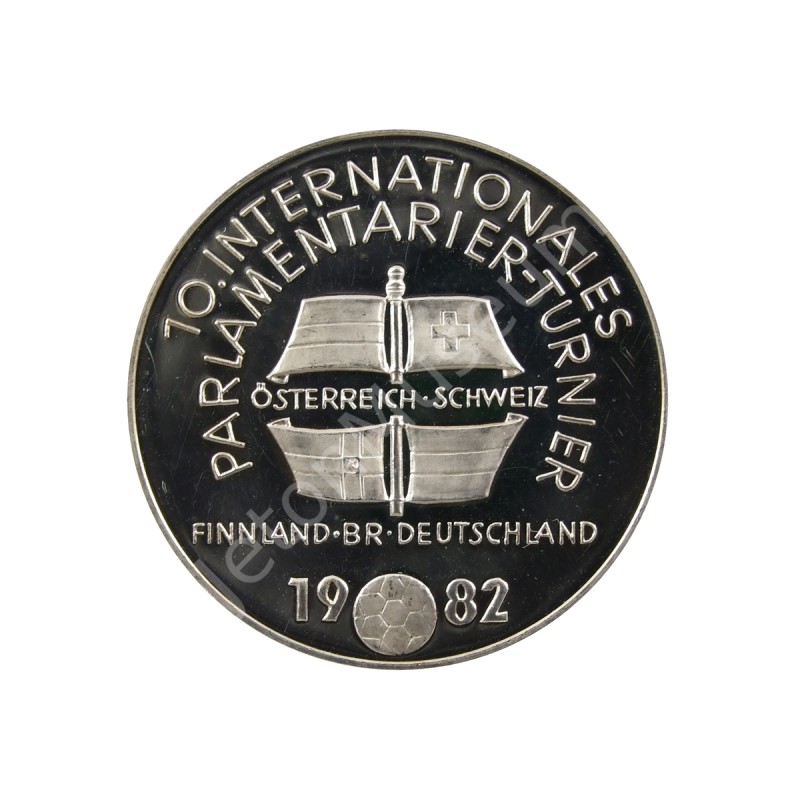 10. INTERNATIONALES
PARLAMENTARIER-TURNIER
ÖSTERREICH · SCHWEIZ
FINNLAND · BR · DEUTSCHLAND
19 82